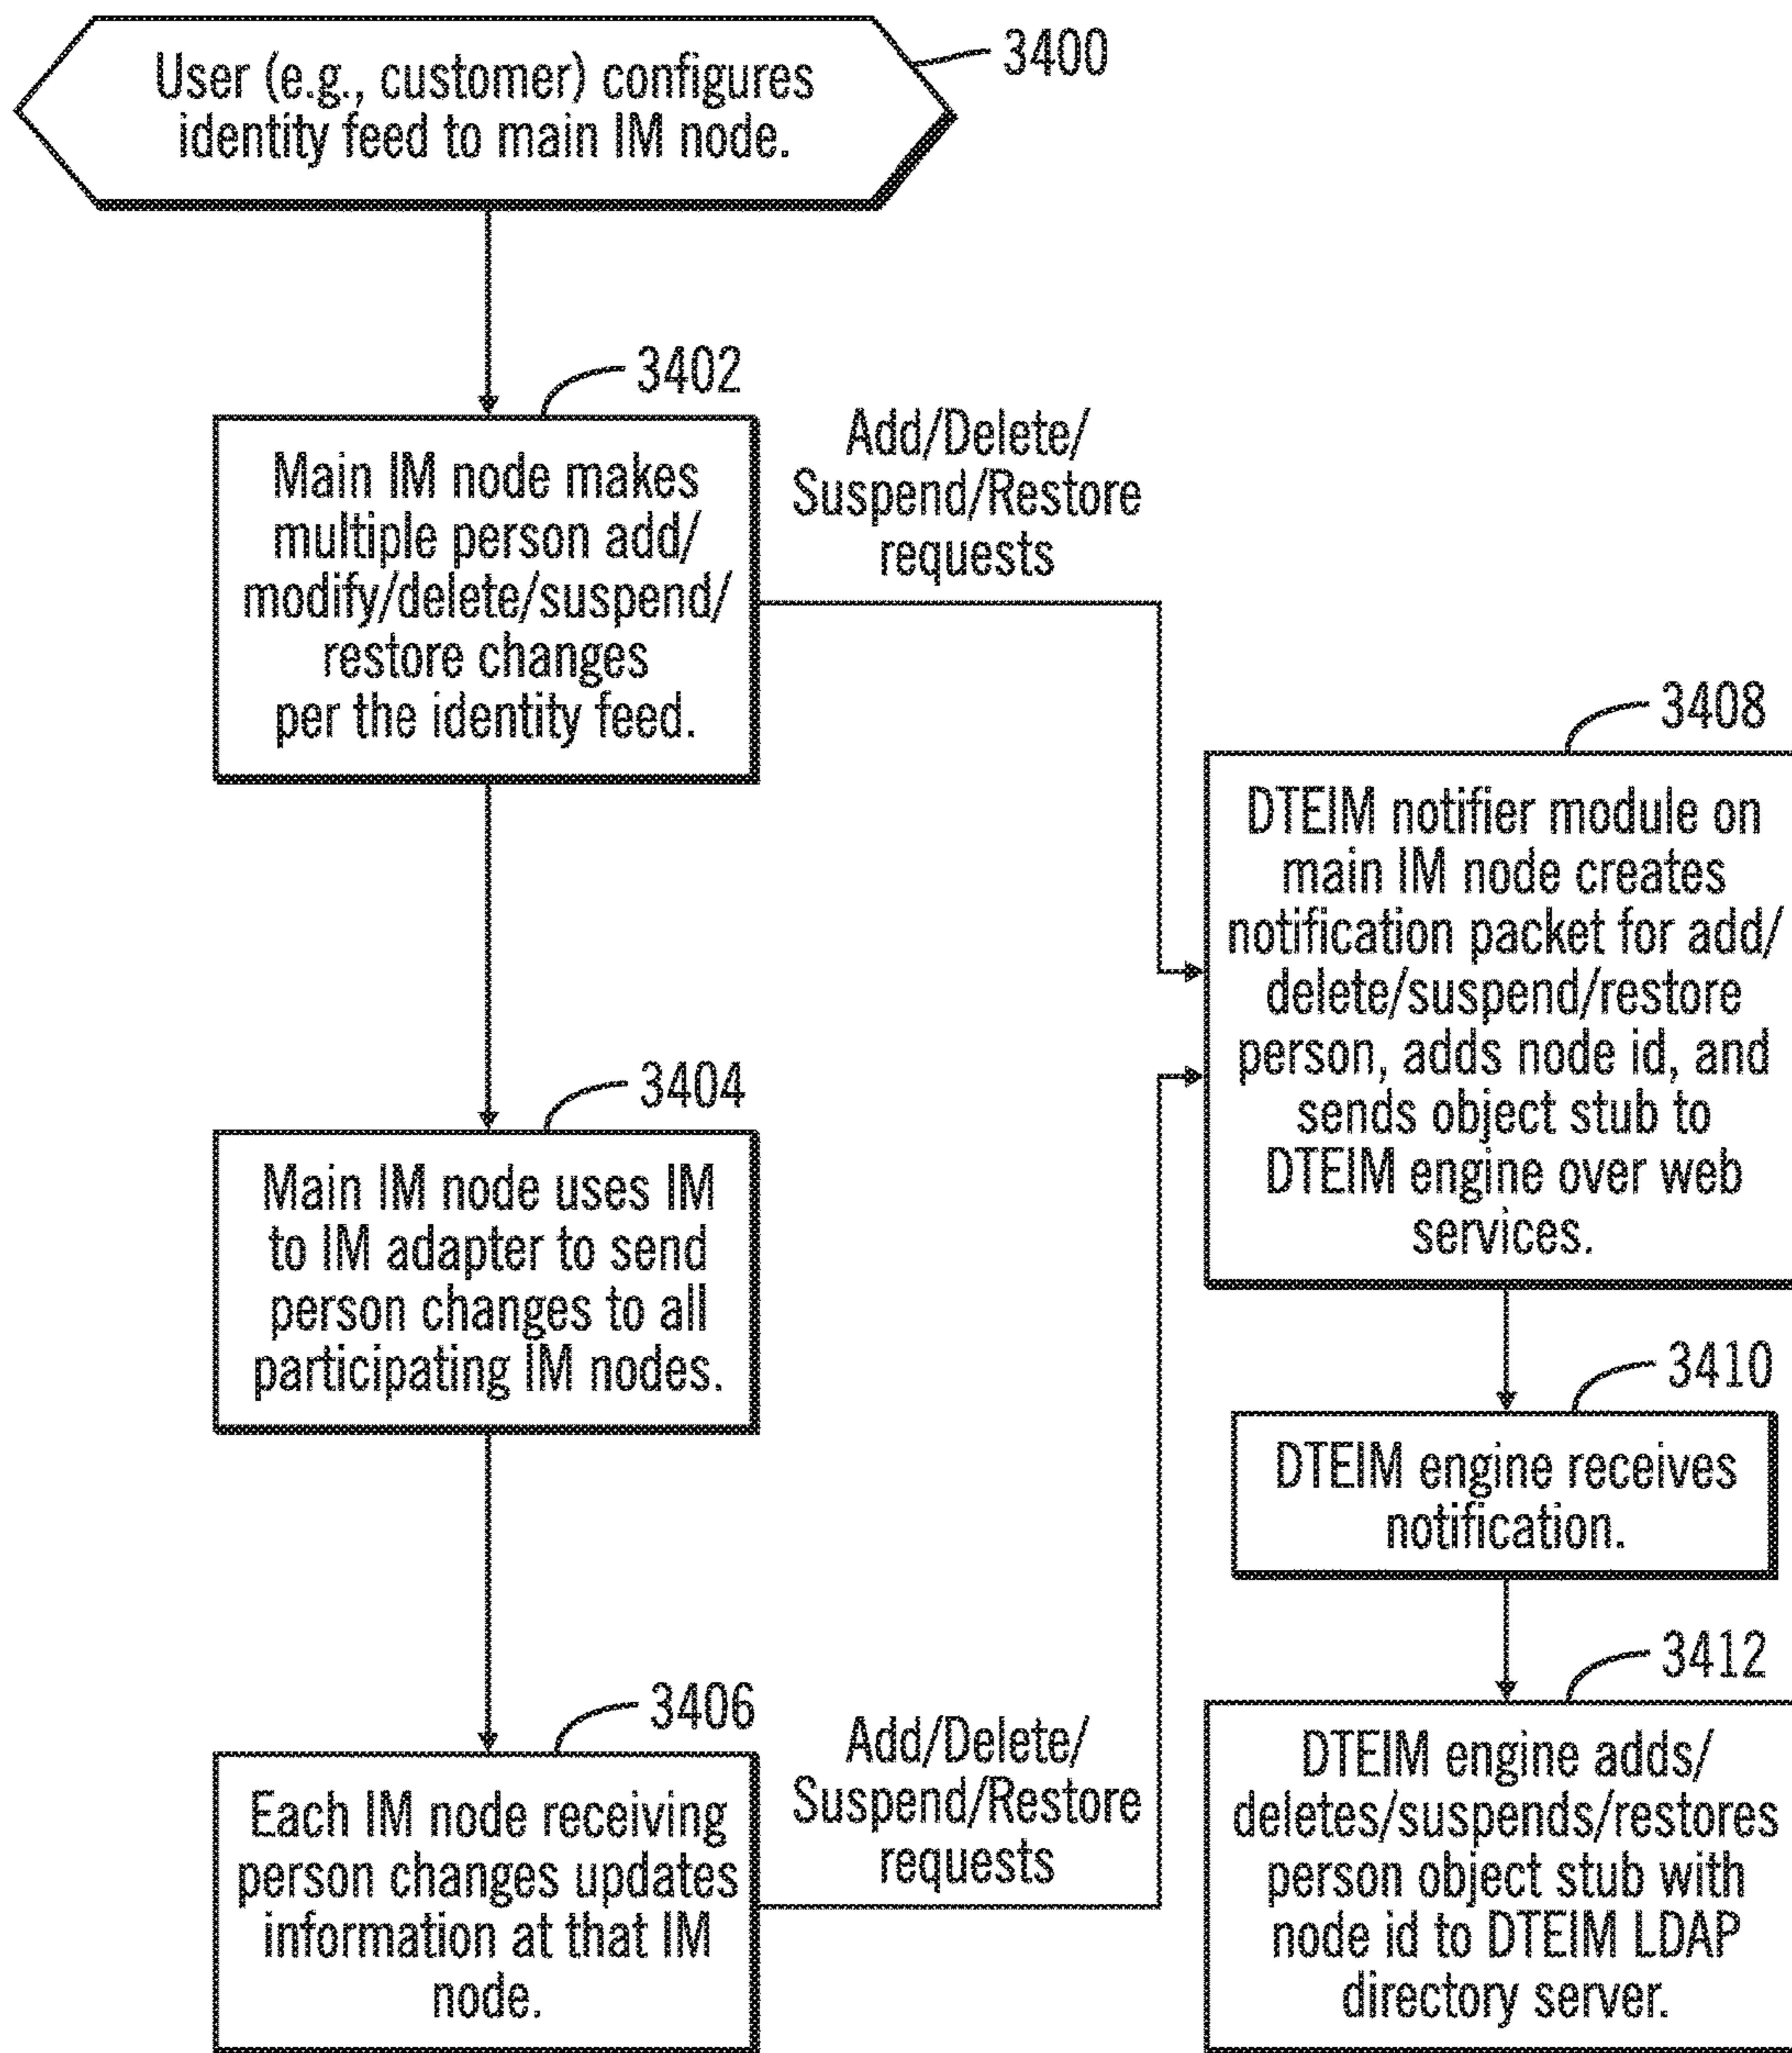 User (e.g., customer) configures
identity feed to main IM node.
3400
3402
Main IM node makes
multiple person add/
modify/delete/suspend/
restore changes
per the identity feed.
Add/Delete/
Suspend/Restore
requests
3404
Main IM node uses IM
to IM adapter to send
person changes to all
participating IM nodes.
3406
Each IM node receiving
person changes updates
information at that IM
node.
Add/Delete/
Suspend/Restore
requests
3408
DTEIM notifier module on
main IM node creates
notification packet for add/
delete/suspend/restore
person, adds node id, and
sends object stub to
DTEIM engine over web
services.
3410
DTEIM engine receives
notification.
3412
DTEIM engine adds/
deletes/suspends/restores
person object stub with
node id to DTEIM LDAP
directory server.